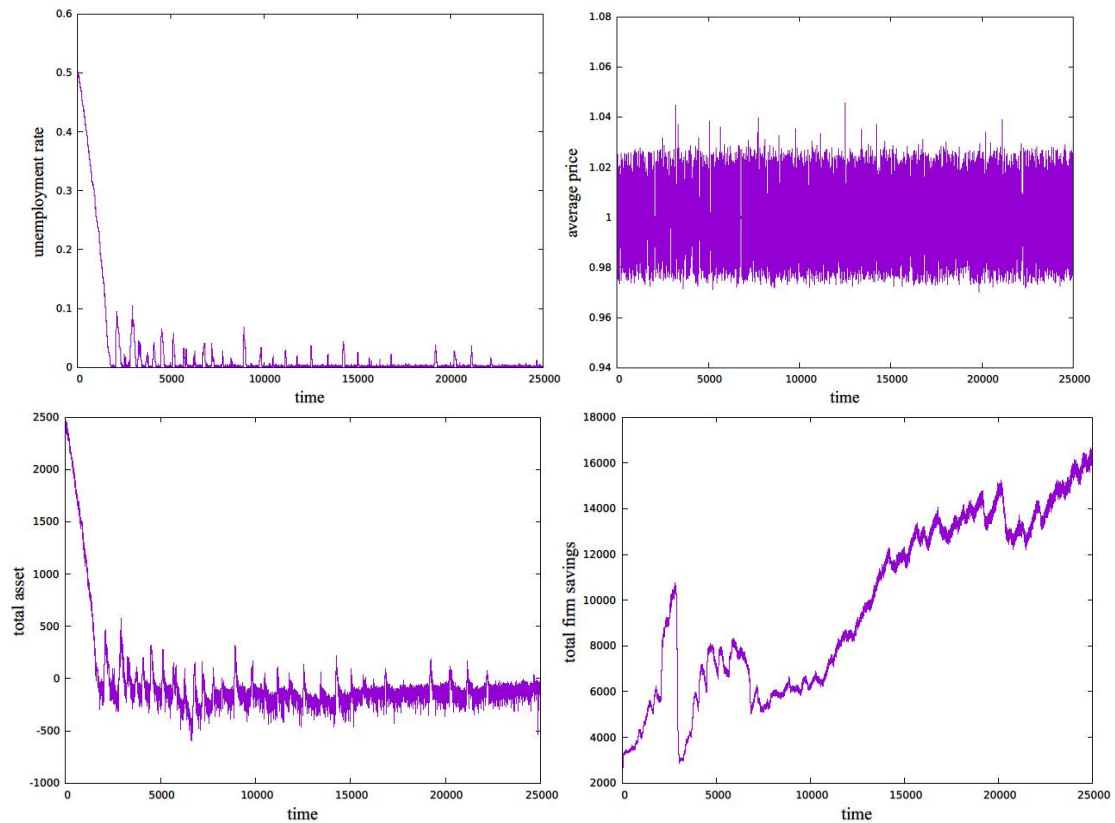 0.6
0.5
0.4
0.3
0.2
0.1
0
unemployment rate
0 5000 10000 15000 20000 25000
time
1.08
1.06
1.04
1.02
1
0.98
0.96
0.94
average price
0 5000 10000 15000 20000 25000
time
2500
2000
1500
1000
500
0
-500
-1000
total asset
0 5000 10000 15000 20000 25000
time
18000
16000
14000
12000
10000
8000
6000
4000
2000
total firm savings
0 5000 10000 15000 20000 25000
time